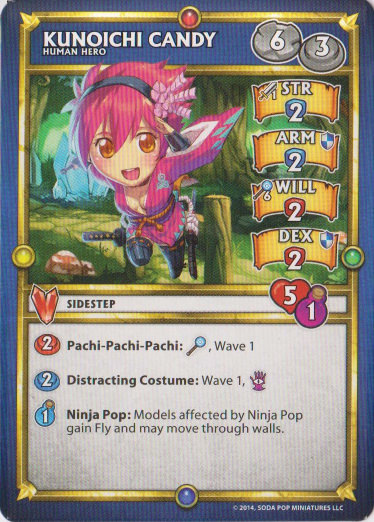 KUNOICHI CANDY
HUMAN HERO
6 3
STR
2
ARM
2
WILL
6
2
DEX
2
5
1
SIDESTEP
2 Pachi-Pachi-Pachi: , Wave 1
2 Distracting Costume: Wave 1,
1 Ninja Pop: Models affected by Ninja Pop
gain Fly and may move through walls.
© 2014, SODA POP MINIATURES LLC